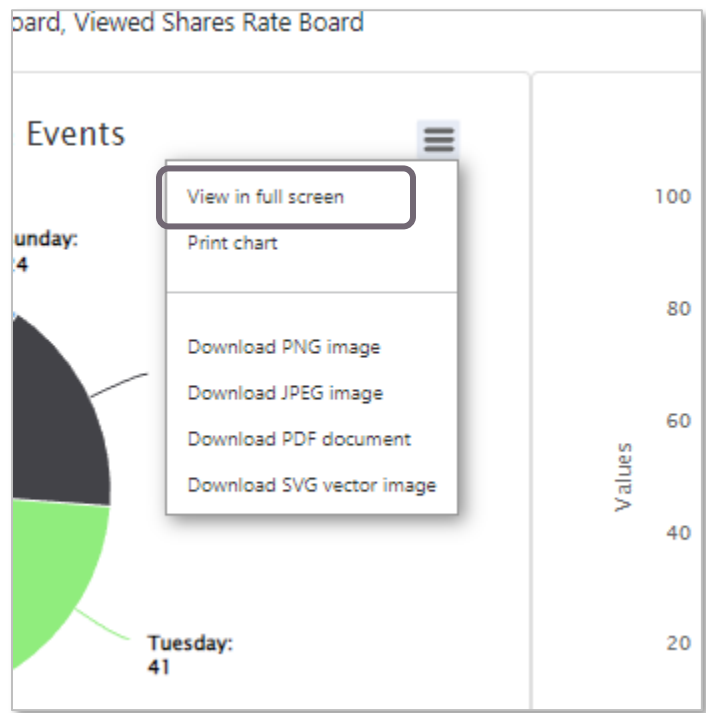 oard, Viewed Shares Rate Board
Events
View in full screen
Print chart
Download PNG image
Download JPEG image
Download PDF document
Download SVG vector image
unday:
24
Tuesday:
41
100
80
60
40
20
Values